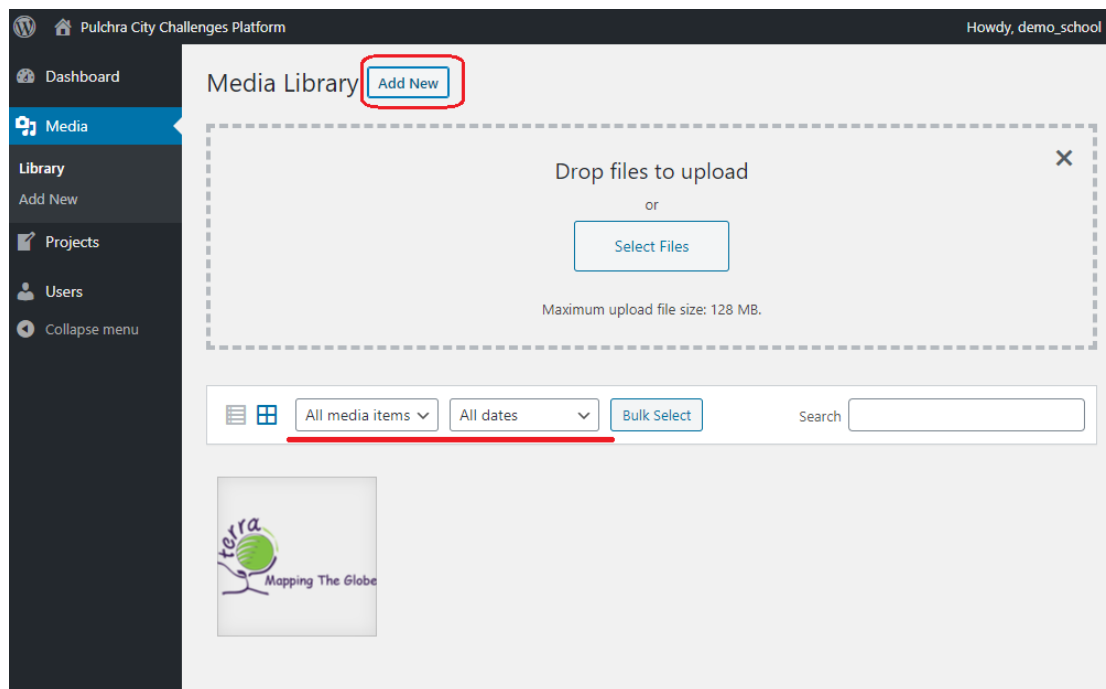 Pulchra City Challenges Platform Howdy, demo_school
Dashboard
Media
Library
Add New
Projects
Users
Collapse menu
Media Library Add New
Drop files to upload
or
Select Files
Maximum upload file size: 128 MB.
All media items All dates Bulk Select Search
terra
Mapping The Globe